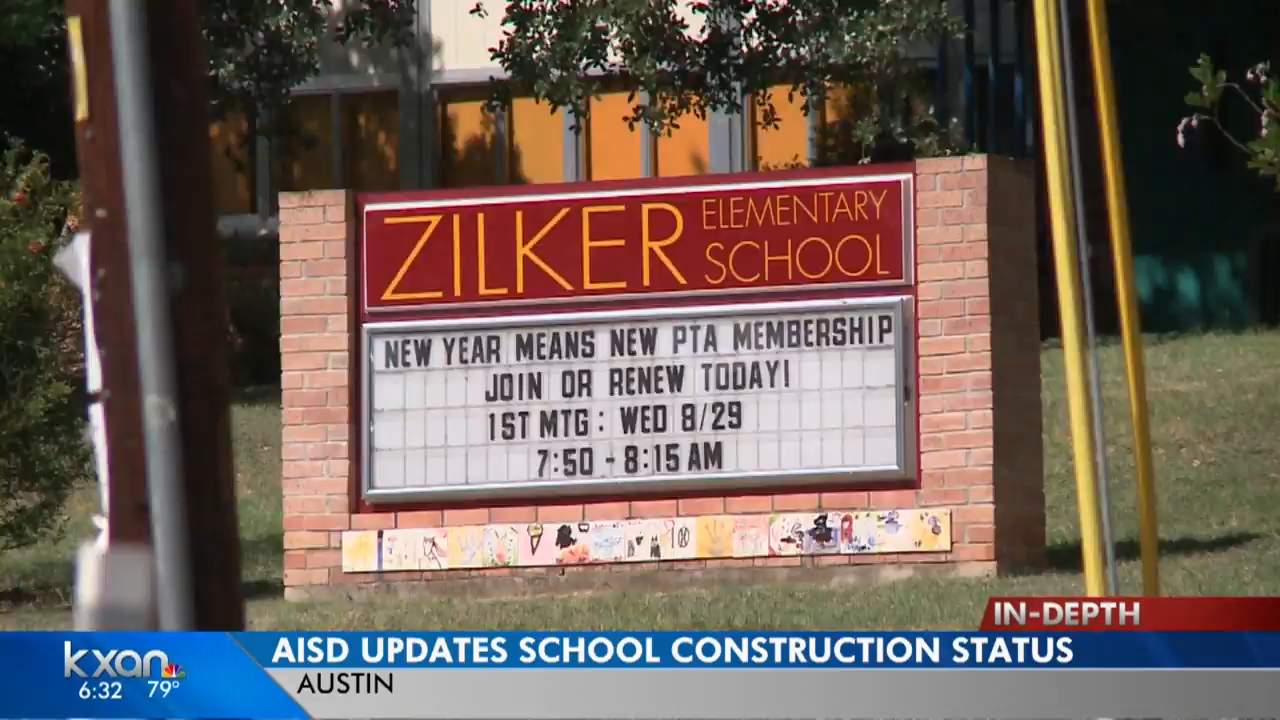 ZILKER ELEMENTARY
SCHOOL
NEW YEAR MEANS NEW PTA MEMBERSHIP
JOIN OR RENEW TODAY!
1ST MTG: WED 8/29
7:50 - 8:15 AM
IN-DEPTH
kxan
6:32 79°
AISD UPDATES SCHOOL CONSTRUCTION STATUS
AUSTIN